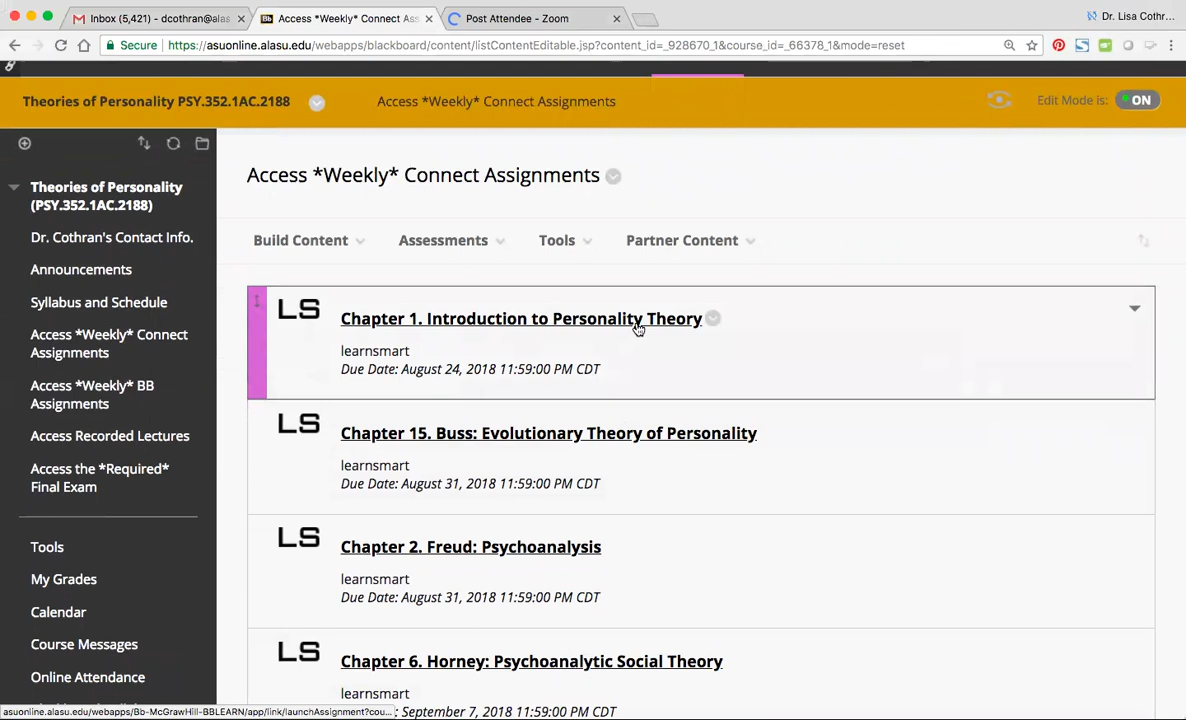 Inbox (5,421) - dcothran@alas
Access *Weekly* Connect Ass
Post Attendee - Zoom
Dr. Lisa Cothr...
Secure
https://asuonline.alasu.edu/webapps/blackboard/content/listContentEditable.jsp?content_id=_928670_1&course_id=_66378_1&mode=reset
Theories of Personality PSY.352.1AC.2188
Access *Weekly* Connect Assignments
Edit Mode is:
ON
Theories of Personality
(PSY.352.1AC.2188)
Dr. Cothran's Contact Info.
Announcements
Syllabus and Schedule
Access *Weekly* Connect
Assignments
Access *Weekly* BB
Assignments
Access Recorded Lectures
Access the *Required*
Final Exam
Tools
My Grades
Calendar
Course Messages
Online Attendance
Access *Weekly* Connect Assignments
Build Content
Assessments
Tools
Partner Content
LS
Chapter 1. Introduction to Personality Theory
learnsmart
Due Date: August 24, 2018 11:59:00 PM CDT
LS
Chapter 15. Buss: Evolutionary Theory of Personality
learnsmart
Due Date: August 31, 2018 11:59:00 PM CDT
LS
Chapter 2. Freud: Psychoanalysis
learnsmart
Due Date: August 31, 2018 11:59:00 PM CDT
LS
Chapter 6. Horney: Psychoanalytic Social Theory
learnsmart
: September 7, 2018 11:59:00 PM CDT
asuonline.alasu.edu/webapps/Bb-McGrawHill-BBLEARN/app/link/launchAssignment?cou...